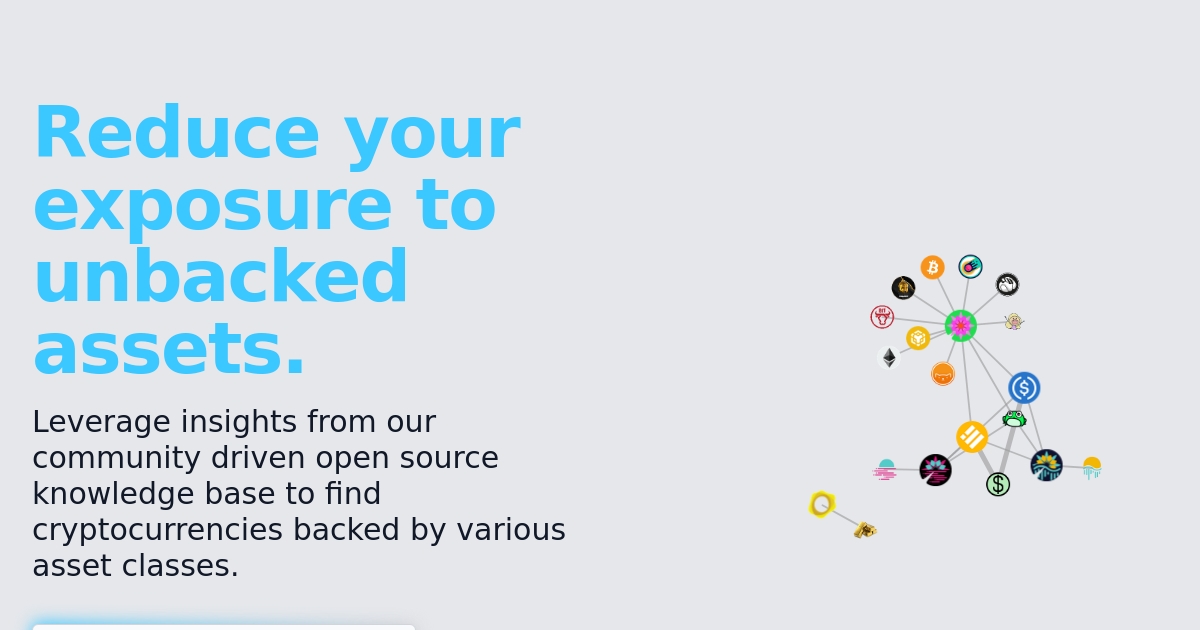 Reduce your
exposure to
unbacked
assets.
Leverage insights from our
community driven open source
knowledge base to find
cryptocurrencies backed by various
asset classes.